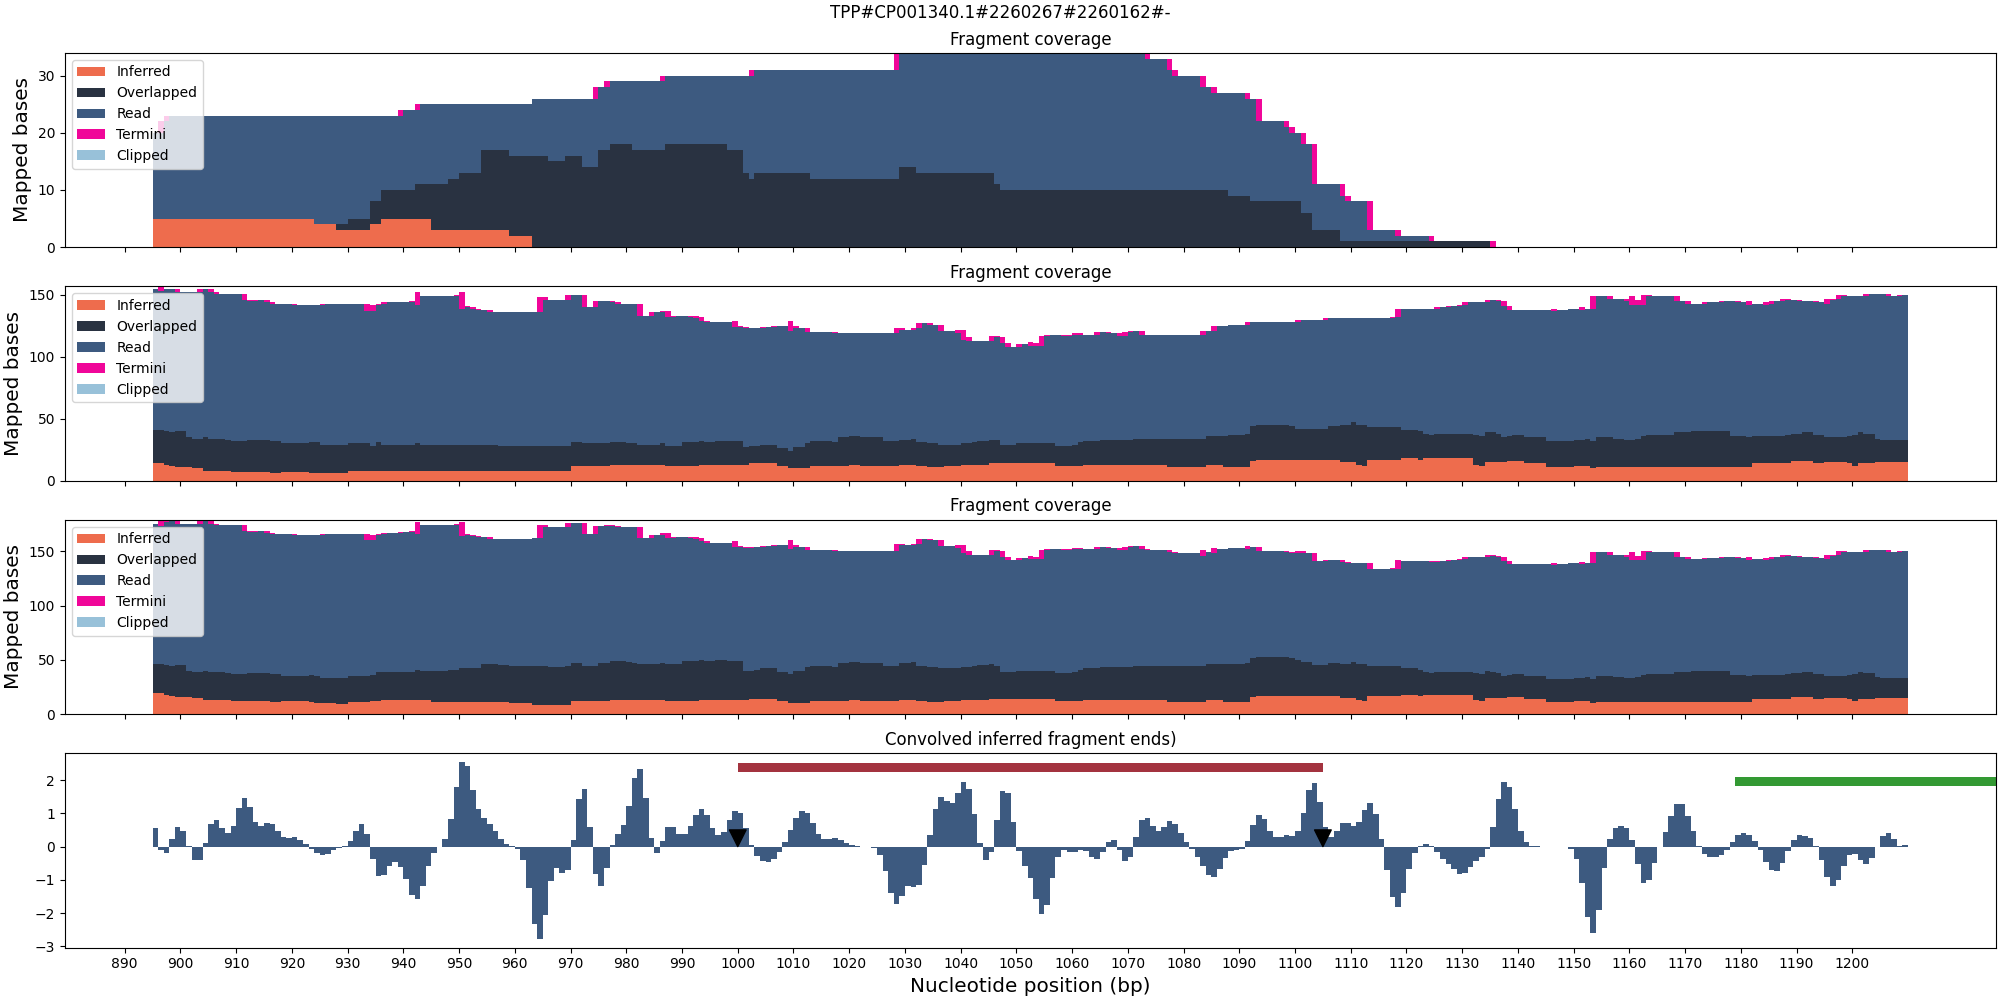 TPP#CP001340.1#2260267#2260162#-
Fragment coverage
Mapped bases
30
20
10
0
Inferred
Overlapped
Read
Termini
Clipped
Fragment coverage
Mapped bases
150
100
50
0
Inferred
Overlapped
Read
Termini
Clipped
Fragment coverage
Mapped bases
150
100
50
0
Inferred
Overlapped
Read
Termini
Clipped
Convolved inferred fragment ends)
2
1
0
−1
−2
−3
890 900 910 920 930 940 950 960 970 980 990 1000 1010 1020 1030 1040 1050 1060 1070 1080 1090 1100 1110 1120 1130 1140 1150 1160 1170 1180 1190 1200
Nucleotide position (bp)